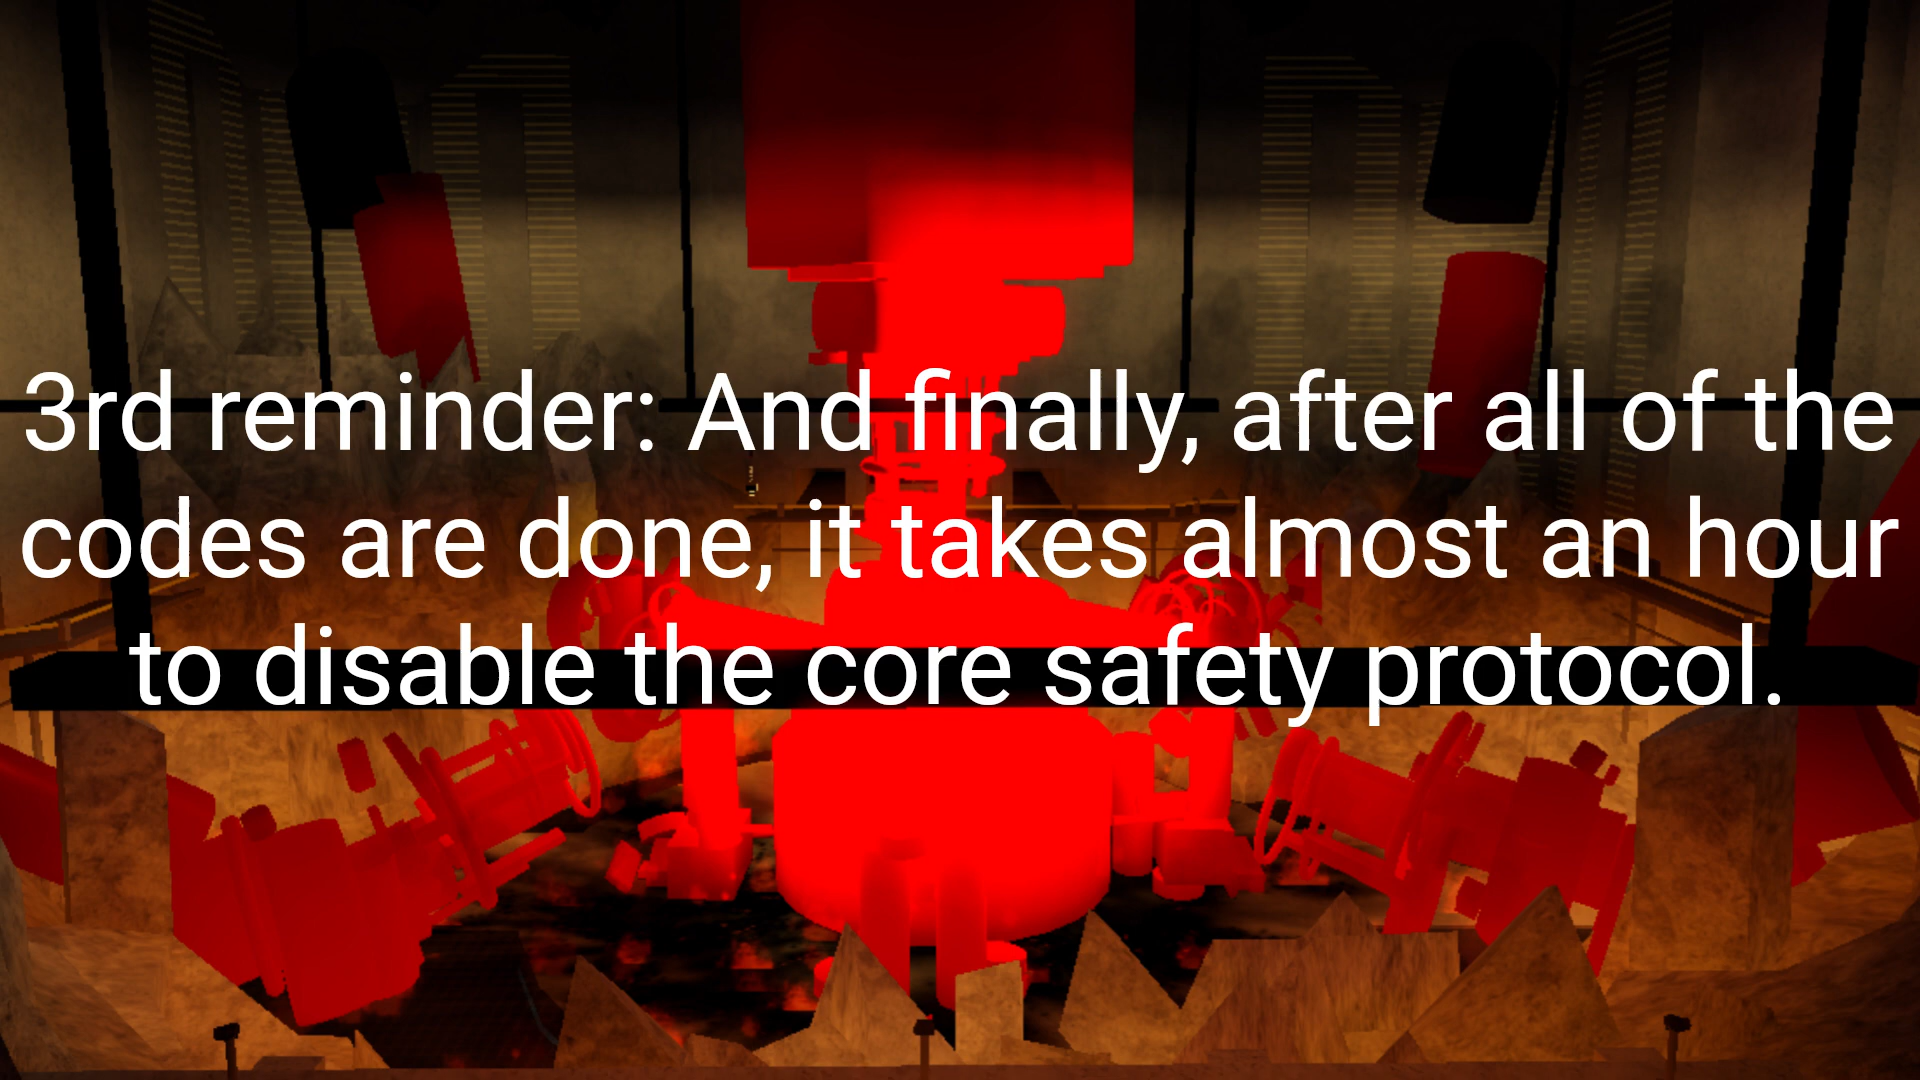 3rd reminder: And finally, after all of the
codes are done, it takes almost an hour
to disable the core safety protocol.